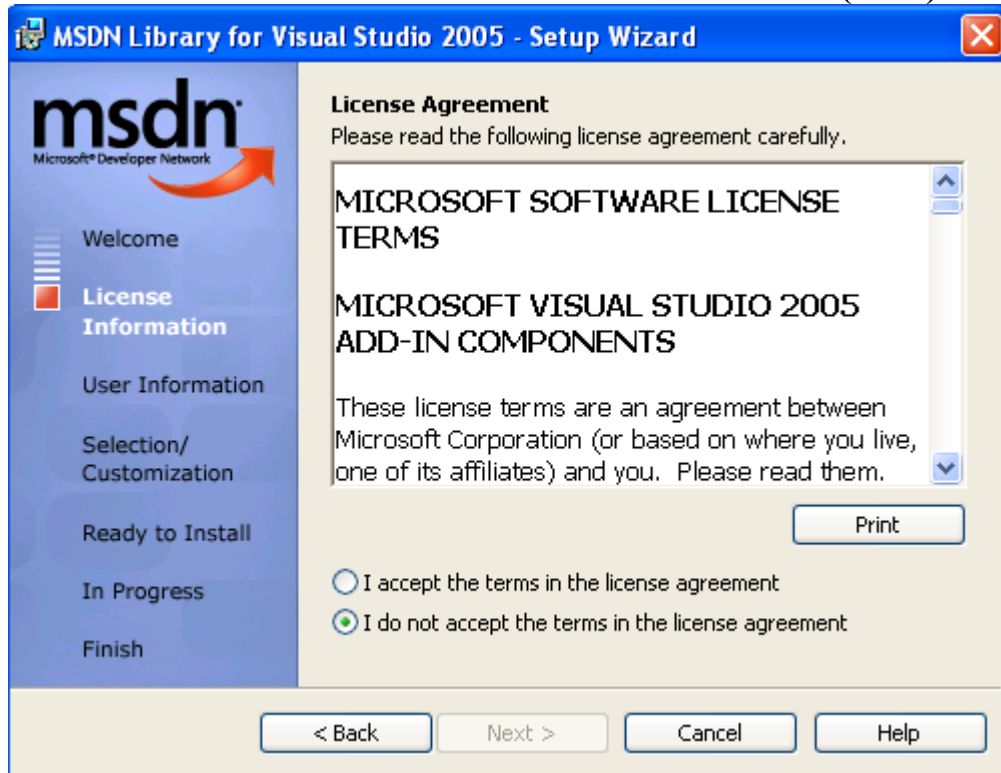 MSDN Library for Visual Studio 2005 - Setup Wizard
msdn
Microsoft® Developer Network
Welcome
License
Information
User Information
Selection/
Customization
Ready to Install
In Progress
Finish
License Agreement
Please read the following license agreement carefully.
MICROSOFT SOFTWARE LICENSE
TERMS
MICROSOFT VISUAL STUDIO 2005
ADD-IN COMPONENTS
These license terms are an agreement between
Microsoft Corporation (or based on where you live,
one of its affiliates) and you.  Please read them.
Print
I accept the terms in the license agreement
I do not accept the terms in the license agreement
< Back
Next >
Cancel
Help